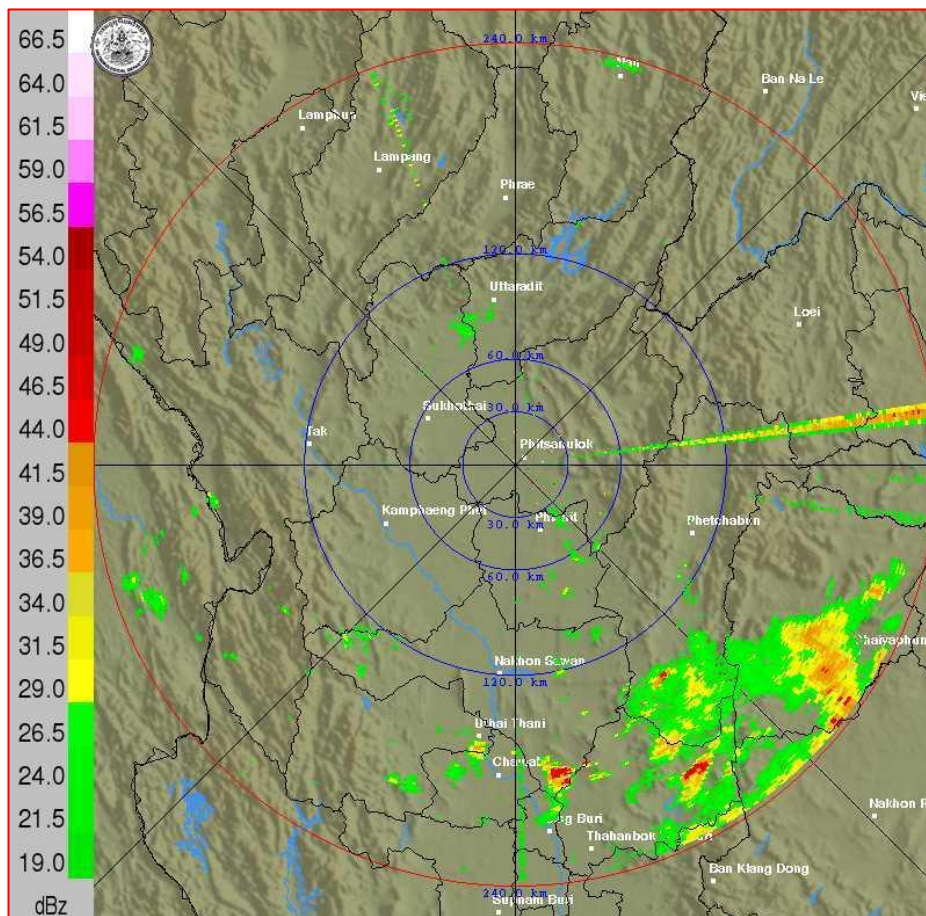 66.5
64.0
61.5
59.0
56.5
54.0
51.5
49.0
46.5
44.0
41.5
39.0
36.5
34.0
31.5
29.0
26.5
24.0
21.5
19.0
dBz
240.0 km
Nan
Ban Na Le
Lamphun
Lampang
Phrae
120.0 km
Uttaradit
Loei
60.0 km
30.0 km
Sukhothai
Tak
Phitsanulok
Kamphaeng Phet
30.0 km
Phetchabun
60.0 km
Chaiyaphum
Nakhon Sawan
120.0 km
Uthai Thani
Nakhon R
Thahanbok
Ban Klang Dong
240.0 km
Supham Buri